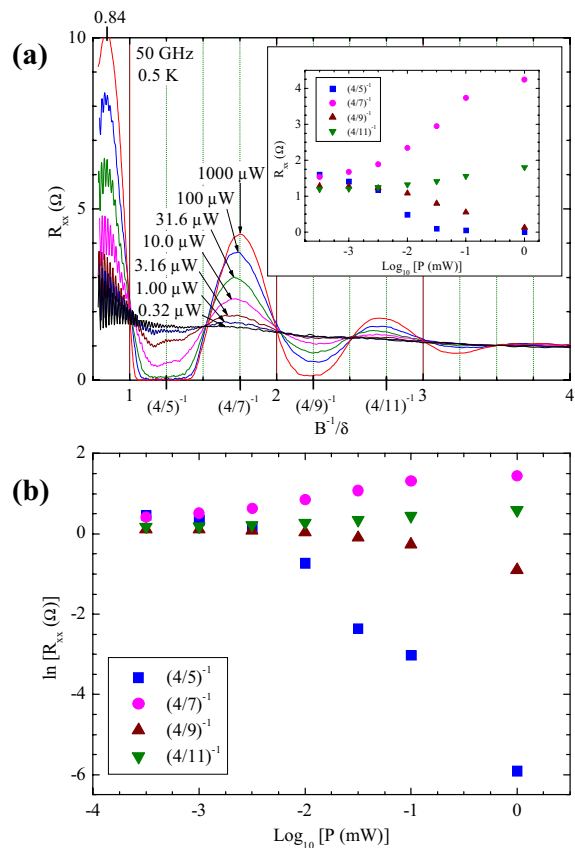 (a)
0.84
10
5
0
R_xx (Ω)
50 GHz
0.5 K
1000 µW
100 µW
31.6 µW
10.0 µW
3.16 µW
1.00 µW
0.32 µW
4
3
2
1
0
R_xx (Ω)
(4/5)^-1
(4/7)^-1
(4/9)^-1
(4/11)^-1
-3 -2 -1 0
Log_10 [P (mW)]
1 2 3 4
(4/5)^-1 (4/7)^-1 (4/9)^-1 (4/11)^-1
B^-1/δ
(b)
2
0
-2
-4
-6
ln [R_xx (Ω)]
(4/5)^-1
(4/7)^-1
(4/9)^-1
(4/11)^-1
-4 -3 -2 -1 0
Log_10 [P (mW)]